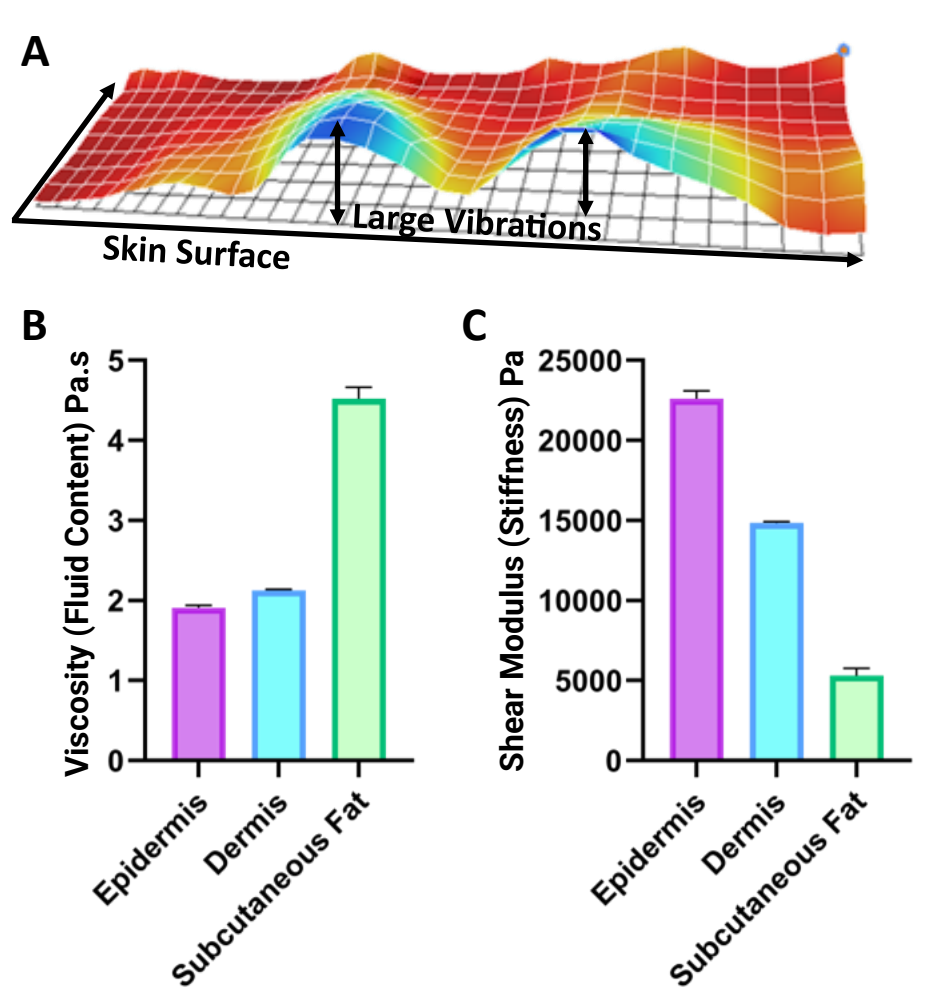 A
Large Vibrations
Skin Surface
B
Viscosity (Fluid Content) Pa.s
5
4
3
2
1
0
Epidermis
Dermis
Subcutaneous Fat
C
Shear Modulus (Stiffness) Pa
25000
20000
15000
10000
5000
0
Epidermis
Dermis
Subcutaneous Fat